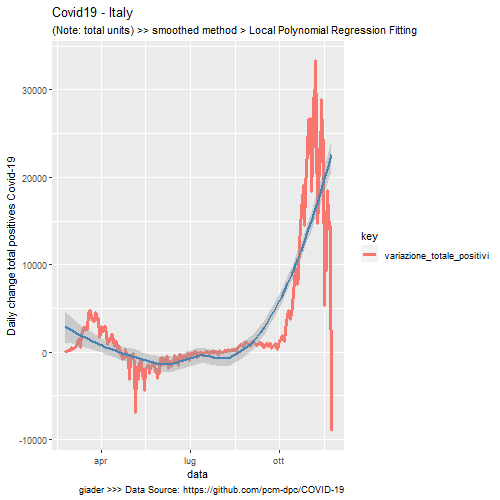 Covid19 - Italy
(Note: total units) >> smoothed method > Local Polynomial Regression Fitting
Daily change total positives Covid-19
30000
20000
10000
0
-10000
apr
lug
ott
data
key
variazione_totale_positivi
giader >>> Data Source: https://github.com/pcm-dpc/COVID-19